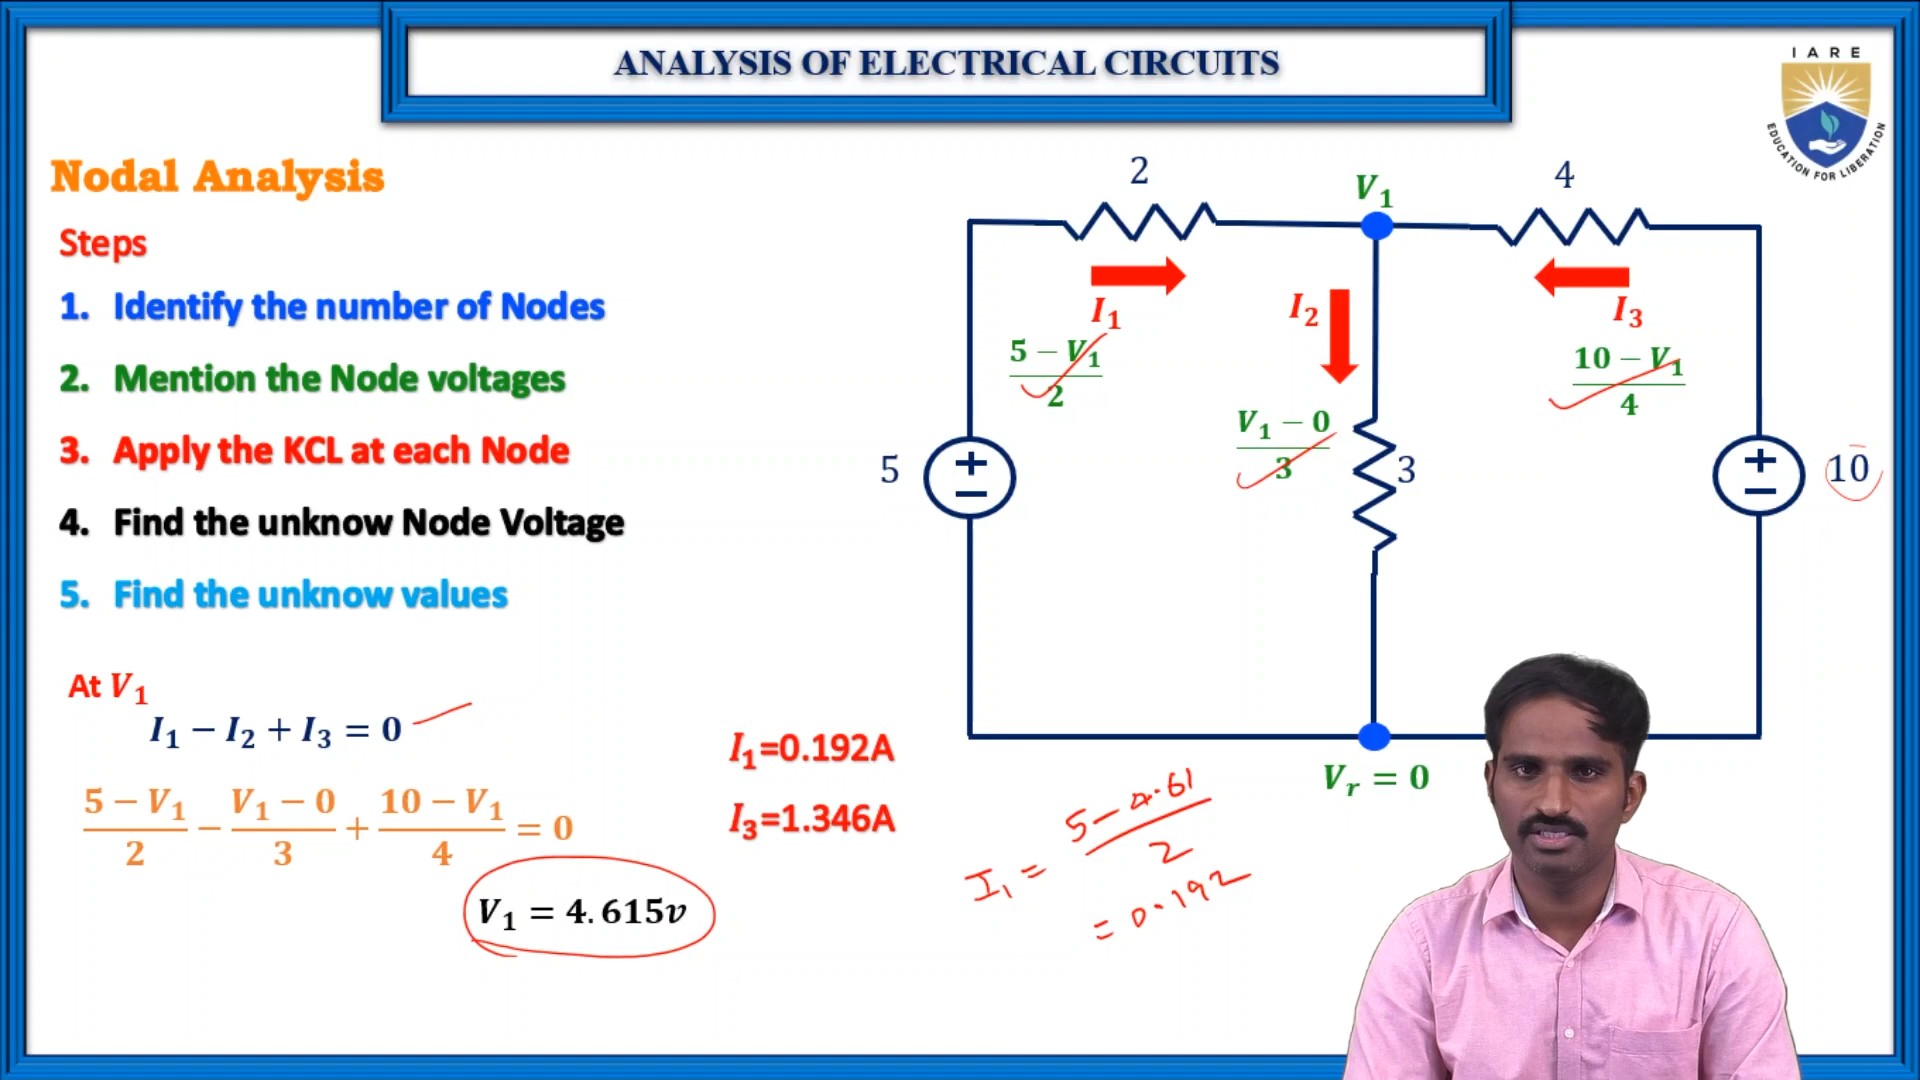 ANALYSIS OF ELECTRICAL CIRCUITS
IARE
EDUCATION FOR LIBERATION
Nodal Analysis
Steps
1. Identify the number of Nodes
2. Mention the Node voltages
3. Apply the KCL at each Node
4. Find the unknow Node Voltage
5. Find the unknow values
At V₁
I₁ − I₂ + I₃ = 0
(5 − V₁)/2 − (V₁ − 0)/3 + (10 − V₁)/4 = 0
V₁ = 4.615v
I₁=0.192A
I₃=1.346A
2
V₁
4
I₁
I₂
I₃
(5 − V₁)/2
(V₁ − 0)/3
(10 − V₁)/4
5
+
−
3
+
−
10
Vᵣ = 0
I₁ = (5 − 4.61)/2
= 0.192